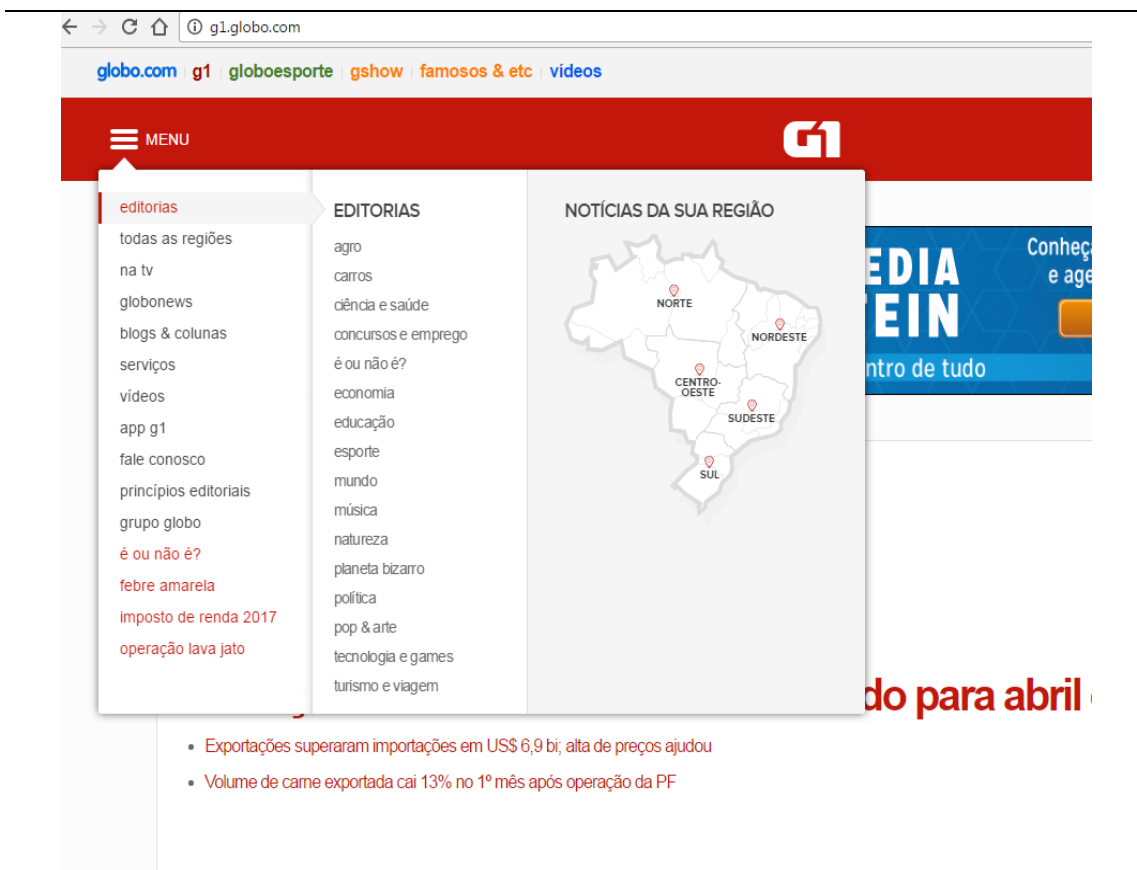 g1.globo.com
globo.com g1 globoesporte gshow famosos & etc vídeos
MENU
G1
editorias
todas as regiões
na tv
globonews
blogs & colunas
serviços
vídeos
app g1
fale conosco
princípios editoriais
grupo globo
é ou não é?
febre amarela
imposto de renda 2017
operação lava jato
EDITORIAS
agro
carros
ciência e saúde
concursos e emprego
é ou não é?
economia
educação
esporte
mundo
música
natureza
planeta bizarro
política
pop & arte
tecnologia e games
turismo e viagem
NOTÍCIAS DA SUA REGIÃO
NORTE
NORDESTE
CENTRO-
OESTE
SUDESTE
SUL
EDIA
EIN
ntro de tudo
Conheç
e age
do para abril
Exportações superaram importações em US$ 6,9 bi; alta de preços ajudou
Volume de carne exportada cai 13% no 1º mês após operação da PF